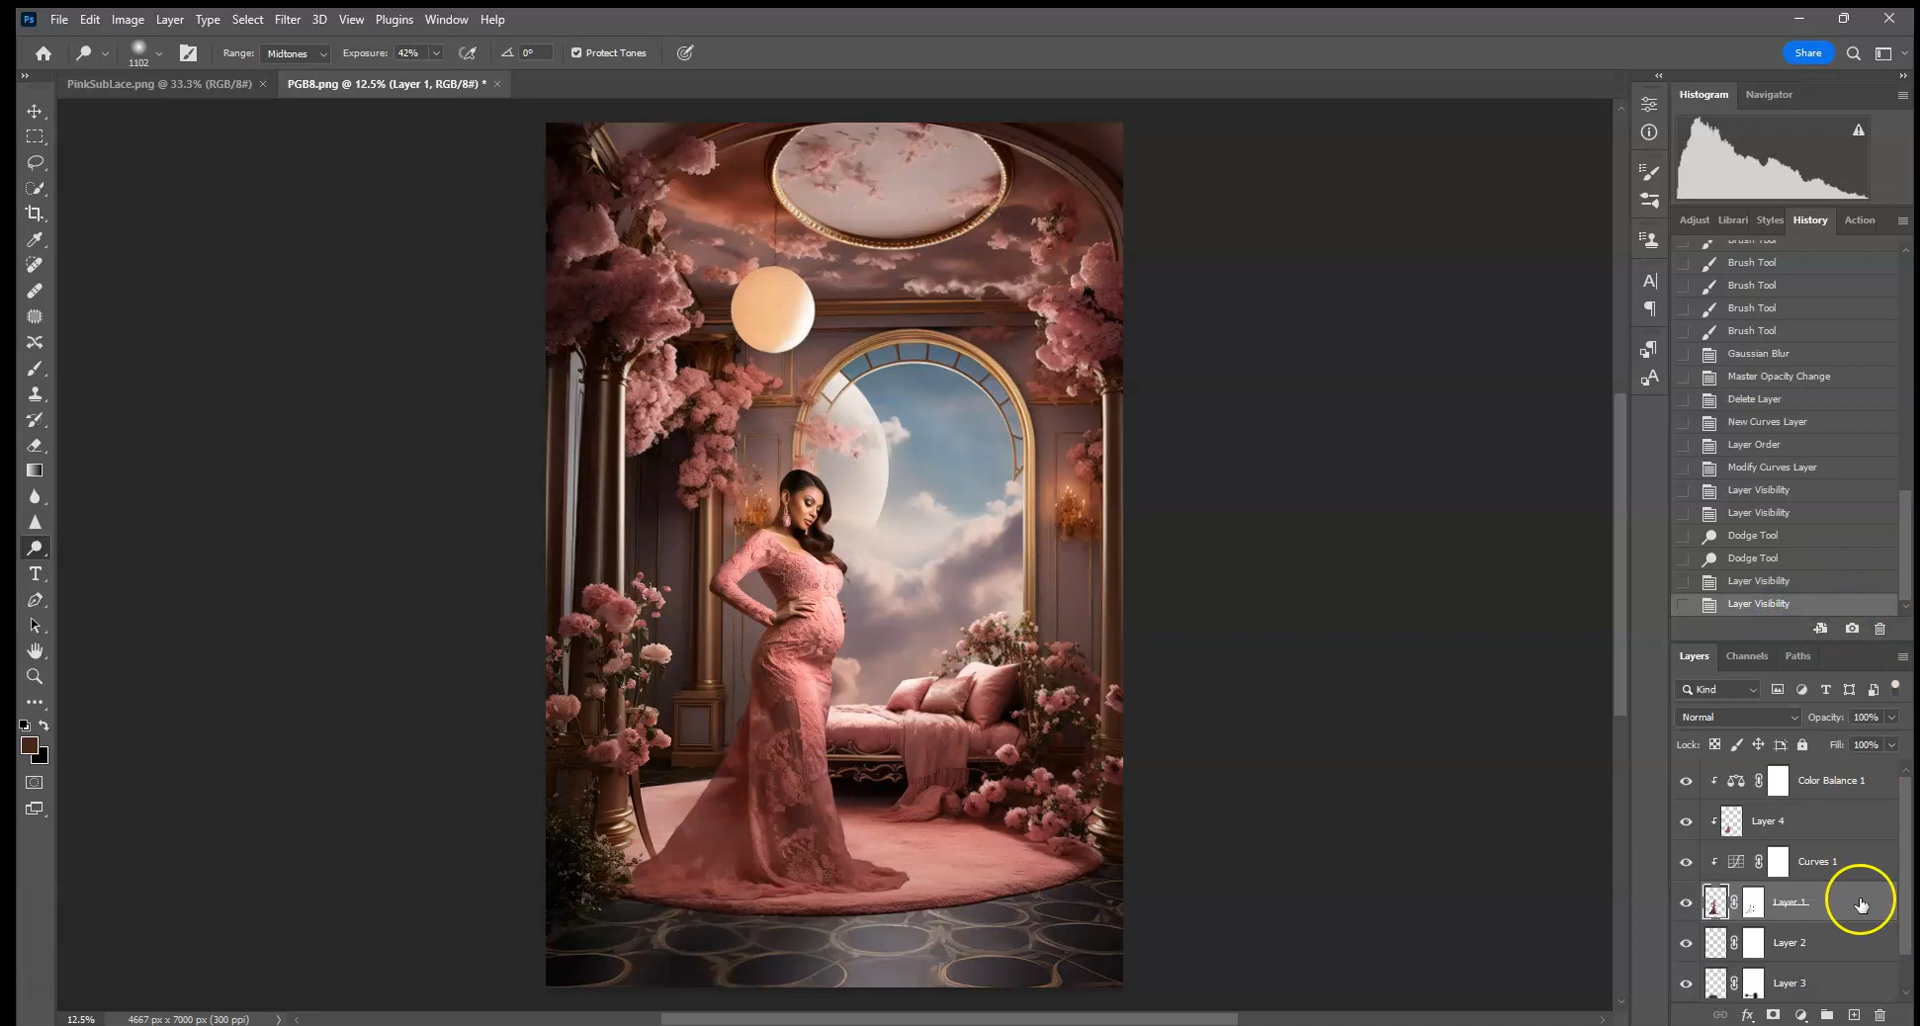 Ps File Edit Image Layer Type Select Filter 3D View Plugins Window Help
1102 Range: Midtones Exposure: 42% 0° Protect Tones Share
PinkSubLace.png @ 33.3% (RGB/8#) × PGB8.png @ 12.5% (Layer 1, RGB/8#) * ×
Histogram Navigator
Adjust Librari Styles History Action
Brush Tool
Brush Tool
Brush Tool
Brush Tool
Brush Tool
Gaussian Blur
Master Opacity Change
Delete Layer
New Curves Layer
Layer Order
Modify Curves Layer
Layer Visibility
Layer Visibility
Dodge Tool
Dodge Tool
Layer Visibility
Layer Visibility
Layers Channels Paths
Kind
Normal Opacity: 100%
Lock: Fill: 100%
Color Balance 1
Layer 4
Curves 1
Layer 1
Layer 2
Layer 3
12.5% 4667 px x 7000 px (300 ppi)